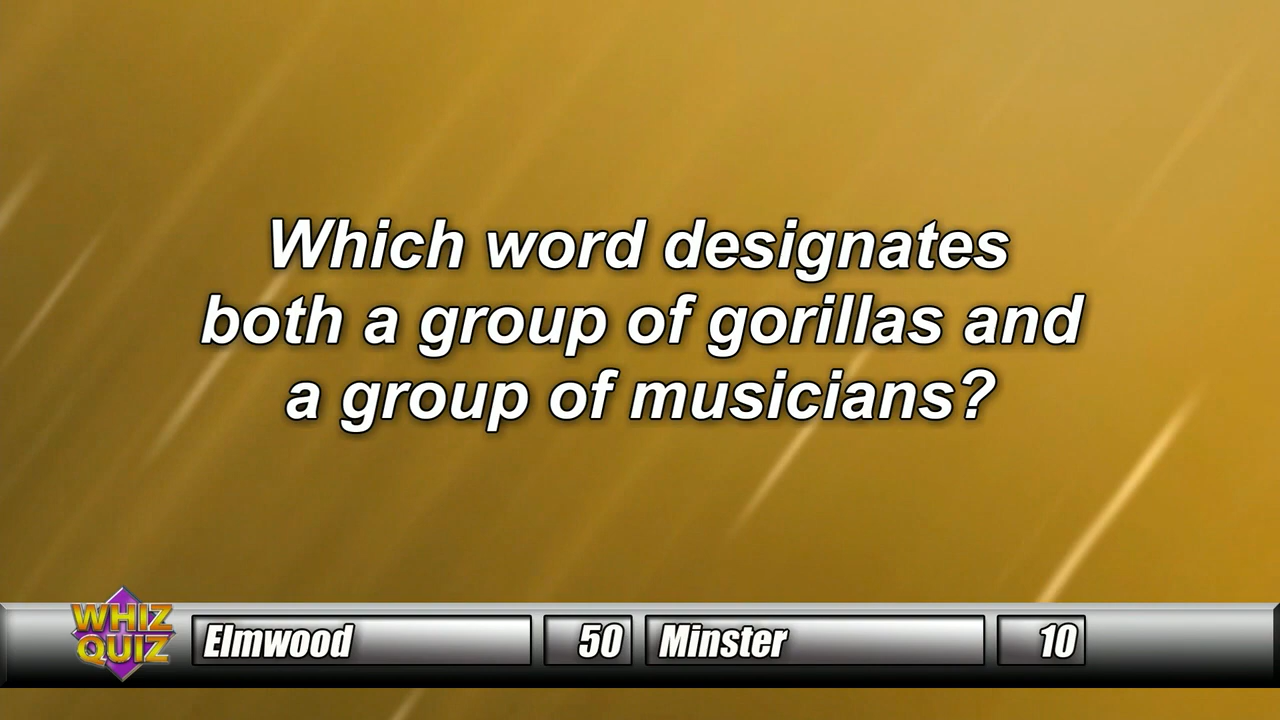 Which word designates
both a group of gorillas and
a group of musicians?
WHIZ
QUIZ
Elmwood 50 Minster 10